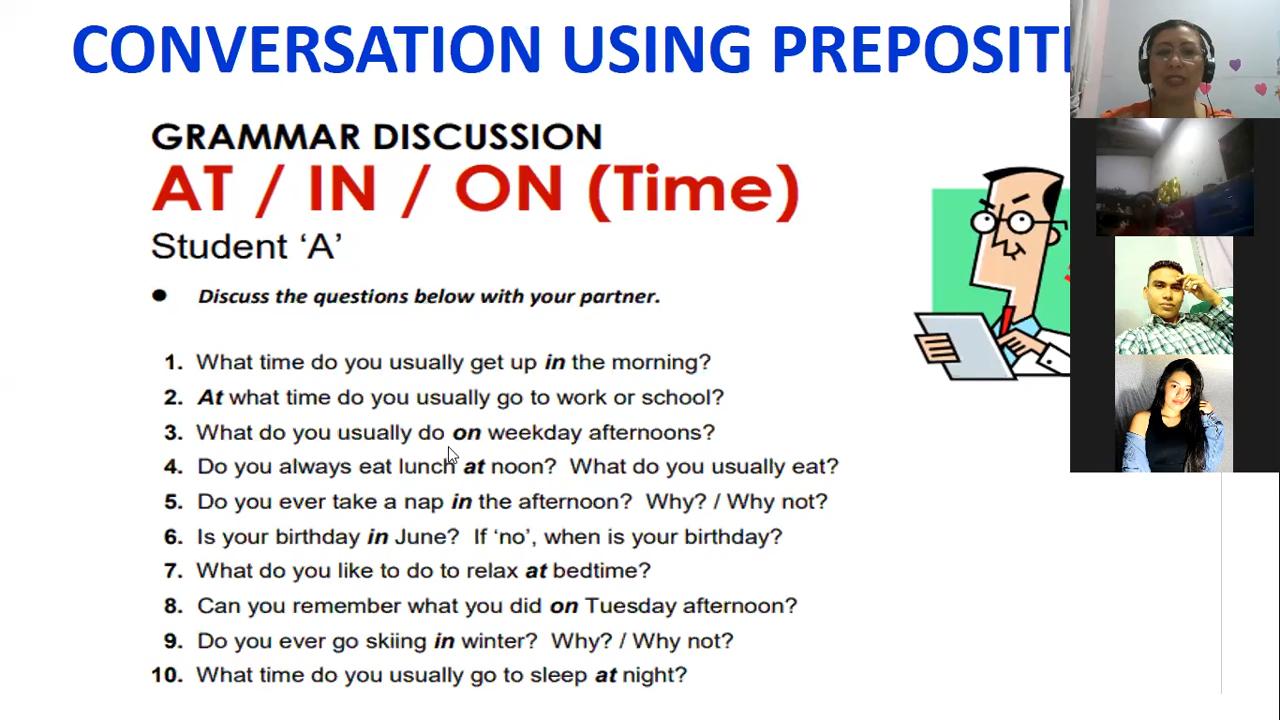 CONVERSATION USING PREPOSITI
GRAMMAR DISCUSSION
AT / IN / ON (Time)
Student ‘A’
● Discuss the questions below with your partner.
1. What time do you usually get up in the morning?
2. At what time do you usually go to work or school?
3. What do you usually do on weekday afternoons?
4. Do you always eat lunch at noon? What do you usually eat?
5. Do you ever take a nap in the afternoon? Why? / Why not?
6. Is your birthday in June? If ‘no’, when is your birthday?
7. What do you like to do to relax at bedtime?
8. Can you remember what you did on Tuesday afternoon?
9. Do you ever go skiing in winter? Why? / Why not?
10. What time do you usually go to sleep at night?